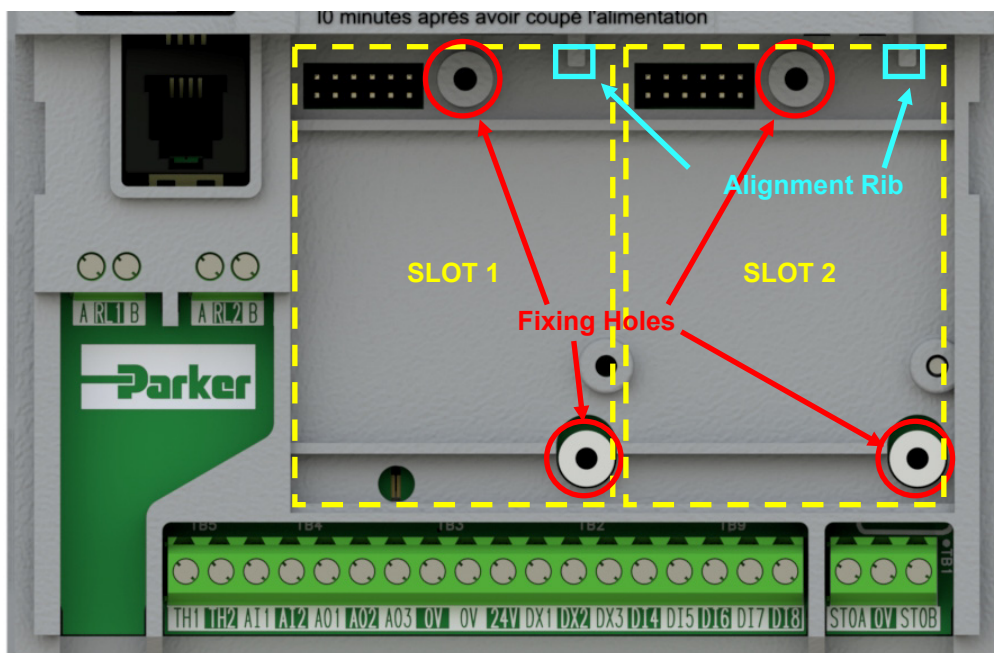 10 minutes après avoir coupé l'alimentation
Alignment Rib
SLOT 1
SLOT 2
Fixing Holes
A RL1 B
A RL2 B
Parker
TB5
TB4
TB3
TB2
TB9
TB1
TH1 TH2 AI1 AI2 AO1 AO2 AO3 0V 0V 24V DX1 DX2 DX3 DI4 DI5 DI6 DI7 DI8
STOA 0V STOB